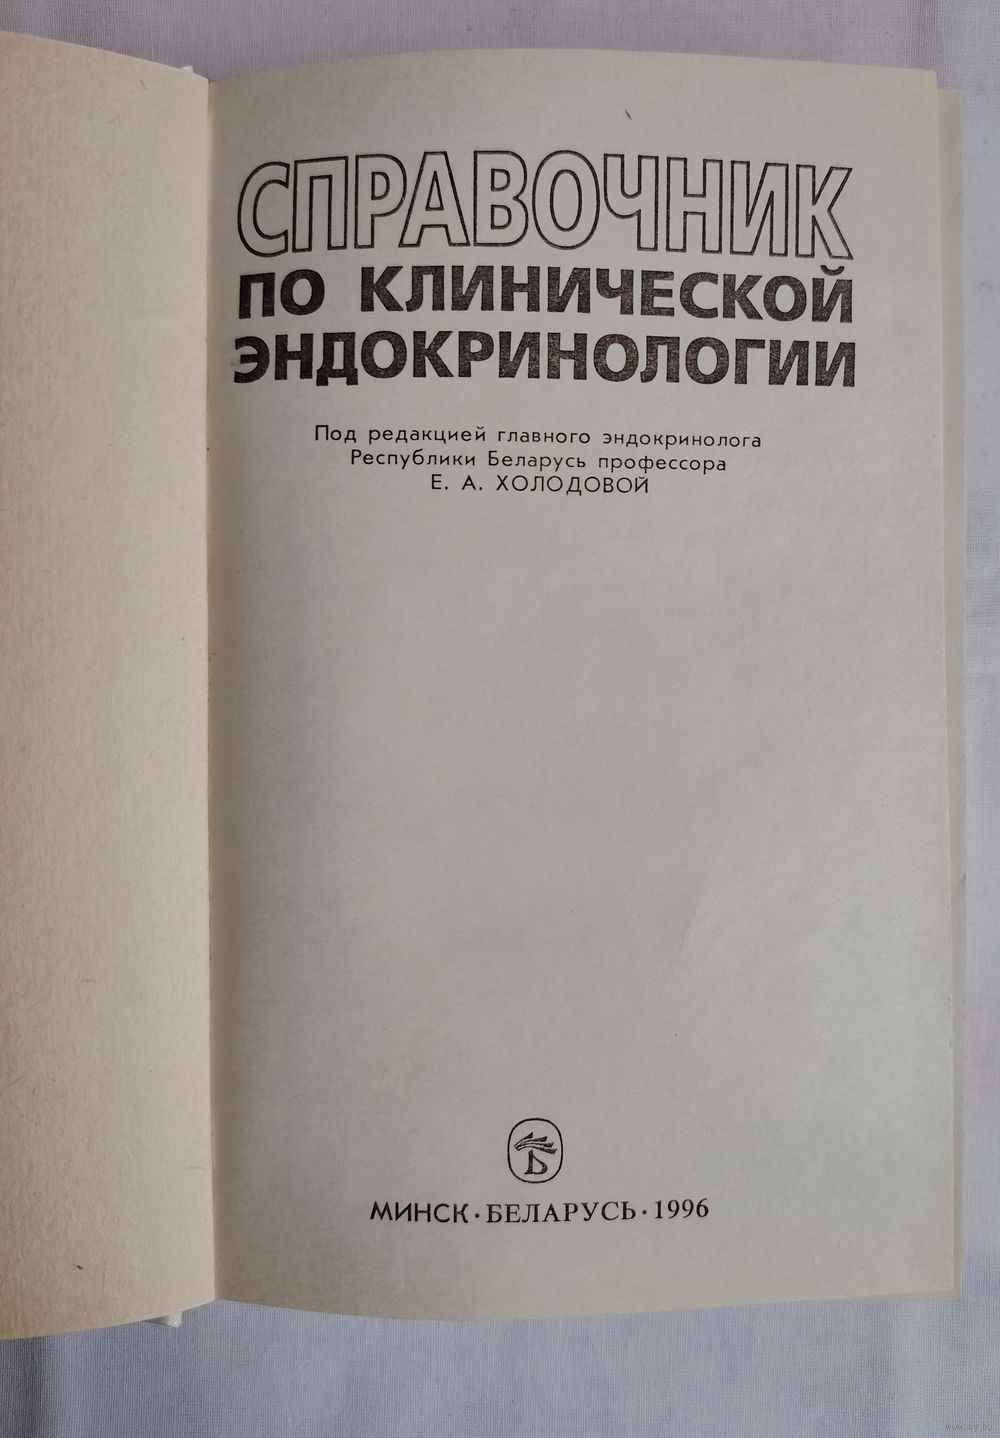 СПРАВОЧНИК
ПО КЛИНИЧЕСКОЙ
ЭНДОКРИНОЛОГИИ
Под редакцией главного эндокринолога
Республики Беларусь профессора
Е. А. ХОЛОДОВОЙ
Б
МИНСК·БЕЛАРУСЬ·1996